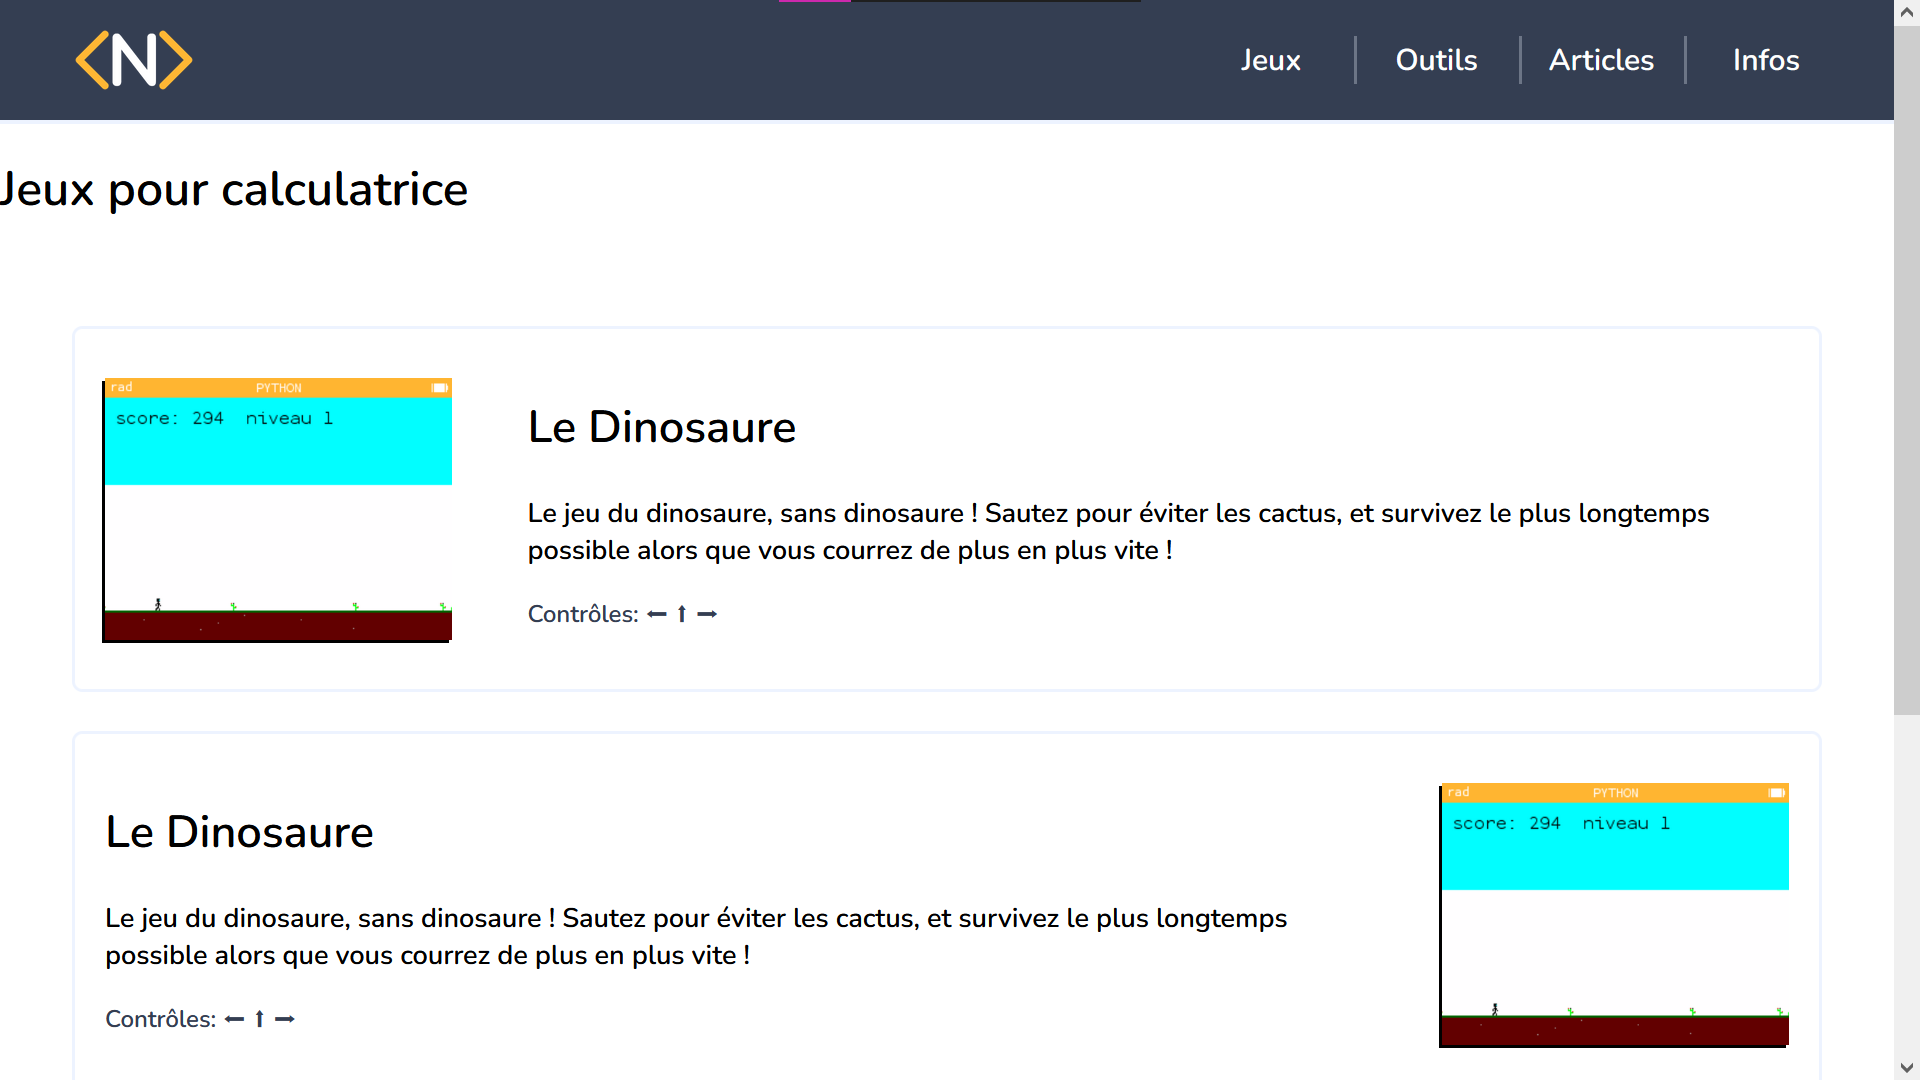 <N>
Jeux
Outils
Articles
Infos
Jeux pour calculatrice
rad PYTHON
score: 294 niveau 1
Le Dinosaure
Le jeu du dinosaure, sans dinosaure ! Sautez pour éviter les cactus, et survivez le plus longtemps
possible alors que vous courrez de plus en plus vite !
Contrôles: ⬅ ⬆ ➡
Le Dinosaure
Le jeu du dinosaure, sans dinosaure ! Sautez pour éviter les cactus, et survivez le plus longtemps
possible alors que vous courrez de plus en plus vite !
Contrôles: ⬅ ⬆ ➡
rad PYTHON
score: 294 niveau 1